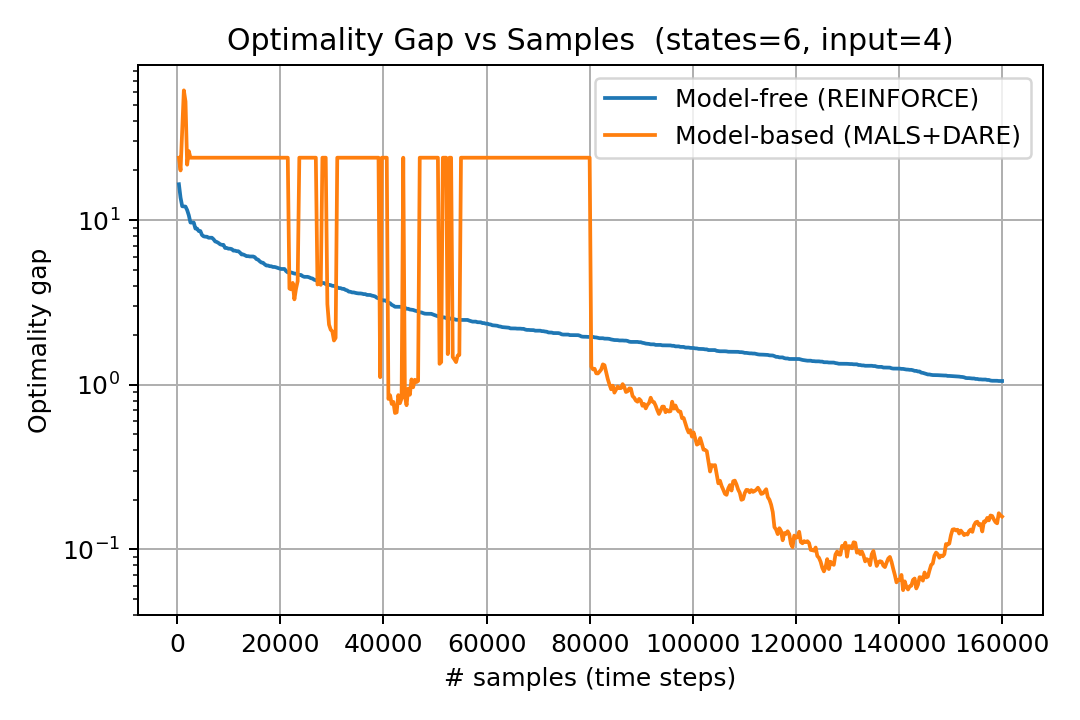 Optimality Gap vs Samples (states=6, input=4)
Model-free (REINFORCE)
Model-based (MALS+DARE)
Optimality gap
10¹
10⁰
10⁻¹
0 20000 40000 60000 80000 100000 120000 140000 160000
# samples (time steps)